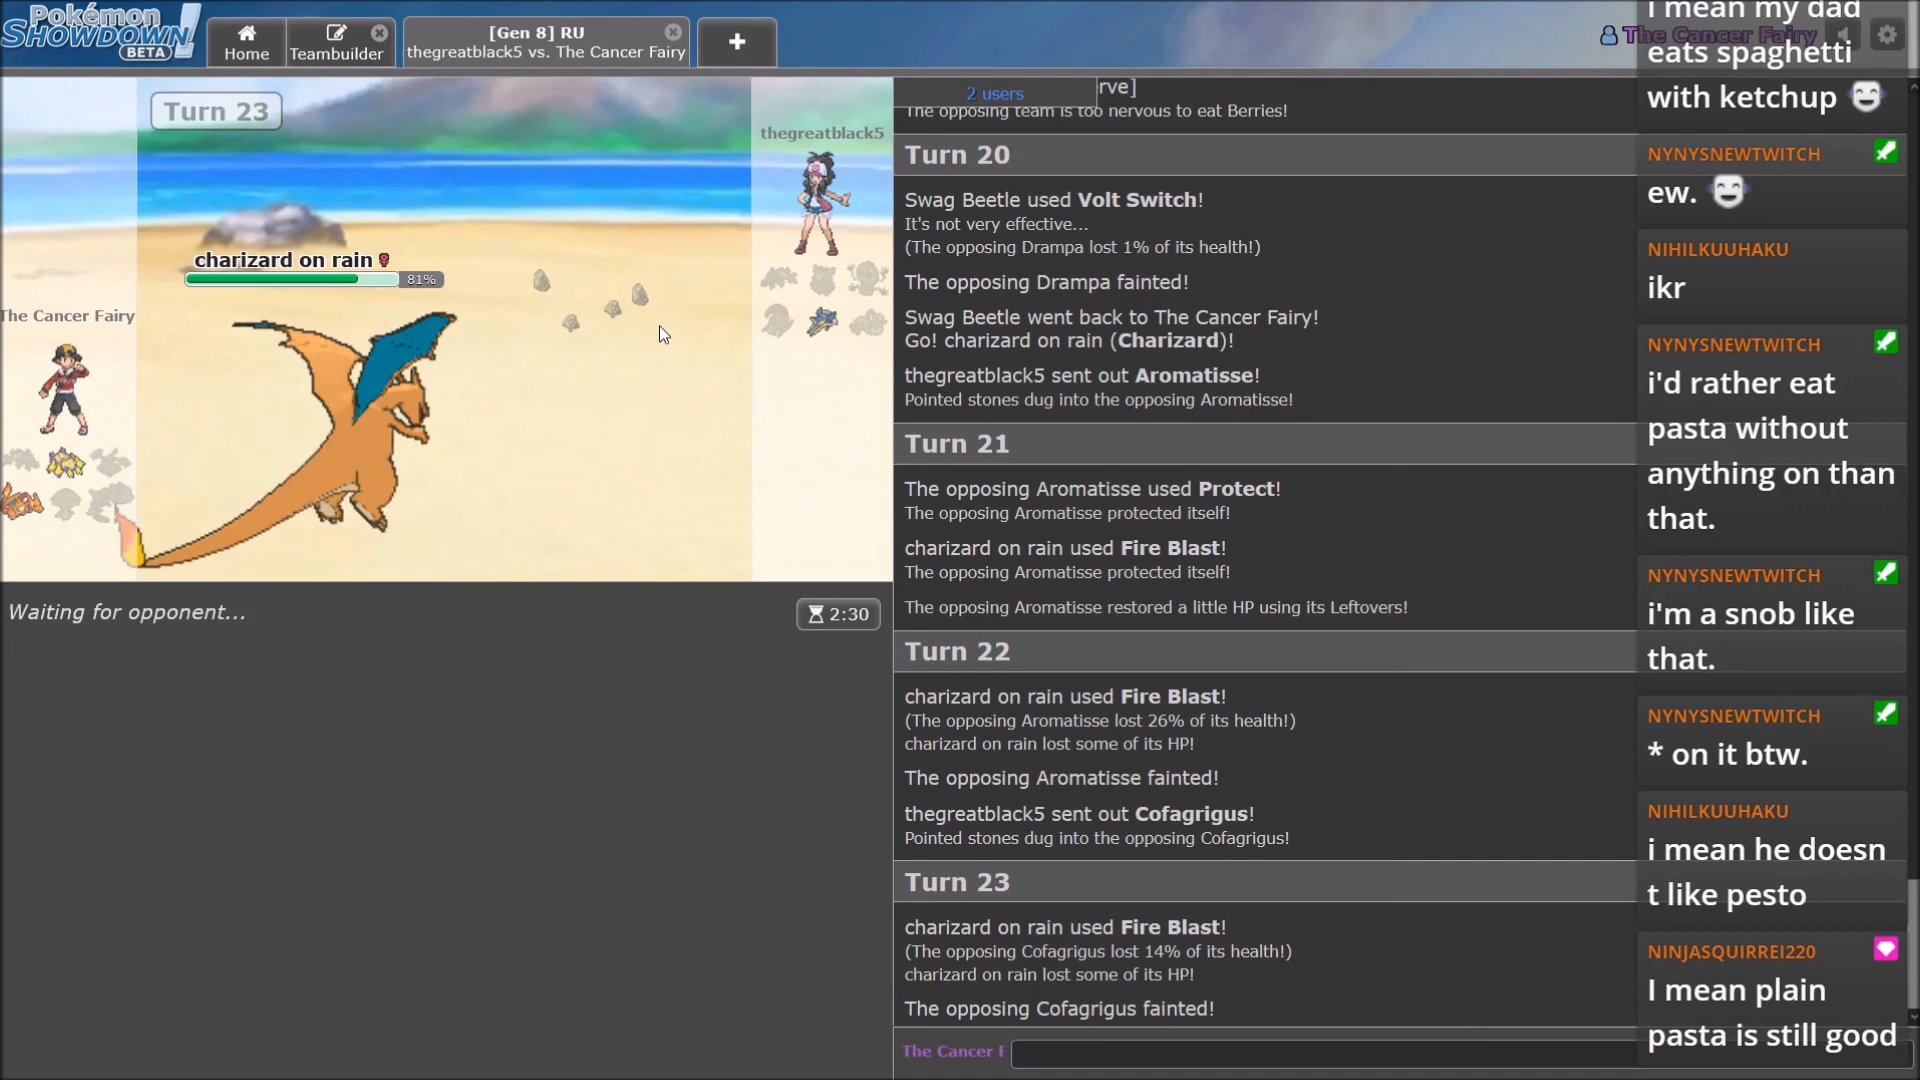 Pokémon
SHOWDOWN!
BETA
Home
Teambuilder
[Gen 8] RU
thegreatblack5 vs. The Cancer Fairy
+
The Cancer Fairy
Turn 23
thegreatblack5
charizard on rain
81%
The Cancer Fairy
Waiting for opponent...
2:30
2 users
rve]
The opposing team is too nervous to eat Berries!
Turn 20
Swag Beetle used Volt Switch!
It's not very effective...
(The opposing Drampa lost 1% of its health!)
The opposing Drampa fainted!
Swag Beetle went back to The Cancer Fairy!
Go! charizard on rain (Charizard)!
thegreatblack5 sent out Aromatisse!
Pointed stones dug into the opposing Aromatisse!
Turn 21
The opposing Aromatisse used Protect!
The opposing Aromatisse protected itself!
charizard on rain used Fire Blast!
The opposing Aromatisse protected itself!
The opposing Aromatisse restored a little HP using its Leftovers!
Turn 22
charizard on rain used Fire Blast!
(The opposing Aromatisse lost 26% of its health!)
charizard on rain lost some of its HP!
The opposing Aromatisse fainted!
thegreatblack5 sent out Cofagrigus!
Pointed stones dug into the opposing Cofagrigus!
Turn 23
charizard on rain used Fire Blast!
(The opposing Cofagrigus lost 14% of its health!)
charizard on rain lost some of its HP!
The opposing Cofagrigus fainted!
The Cancer F
I mean my dad
eats spaghetti
with ketchup
NYNYSNEWTWITCH
ew.
NIHILKUUHAKU
ikr
NYNYSNEWTWITCH
i'd rather eat
pasta without
anything on than
that.
NYNYSNEWTWITCH
i'm a snob like
that.
NYNYSNEWTWITCH
* on it btw.
NIHILKUUHAKU
i mean he doesn
t like pesto
NINJASQUIRREI220
I mean plain
pasta is still good